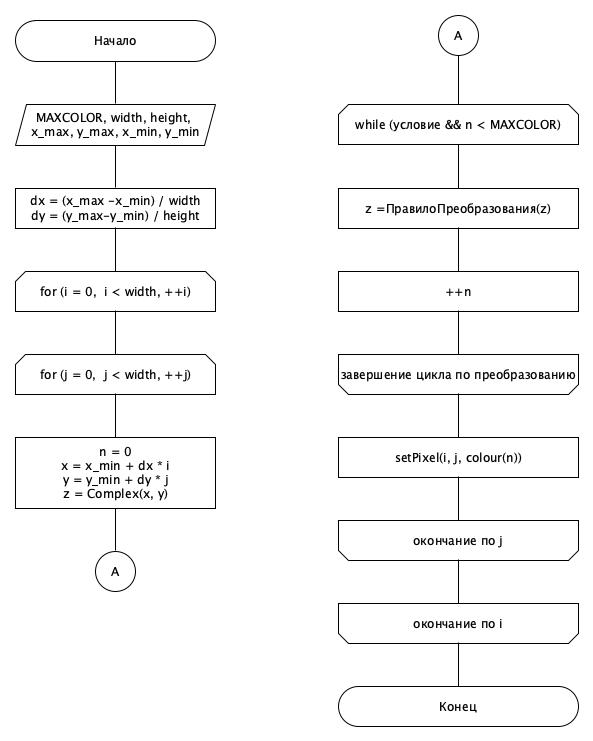 Начало
MAXCOLOR, width, height,
x_max, y_max, x_min, y_min
dx = (x_max -x_min) / width
dy = (y_max-y_min) / height
for (i = 0, i < width, ++i)
for (j = 0, j < width, ++j)
n = 0
x = x_min + dx * i
y = y_min + dy * j
z = Complex(x, y)
A
A
while (условие && n < MAXCOLOR)
z =ПравилоПреобразования(z)
++n
завершение цикла по преобразованию
setPixel(i, j, colour(n))
окончание по j
окончание по i
Конец